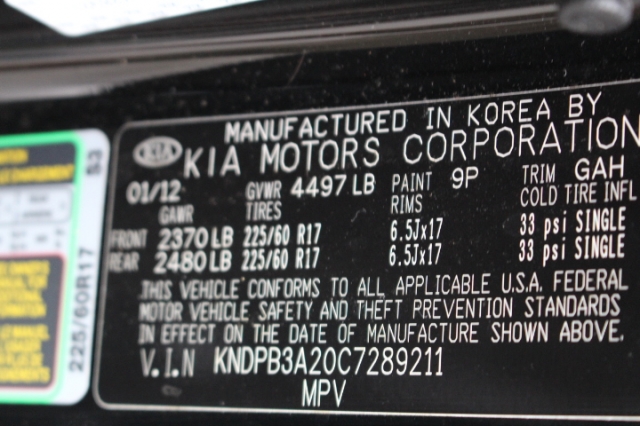 MANUFACTURED IN KOREA BY
KIA KIA MOTORS CORPORATION
01/12 GVWR 4497 LB PAINT 9P TRIM GAH
GAWR TIRES RIMS COLD TIRE INFL
FRONT 2370 LB 225/60 R17 6.5Jx17 33 psi SINGLE
REAR 2480 LB 225/60 R17 6.5Jx17 33 psi SINGLE
THIS VEHICLE CONFORMS TO ALL APPLICABLE U.S.A. FEDERAL
MOTOR VEHICLE SAFETY AND THEFT PREVENTION STANDARDS
IN EFFECT ON THE DATE OF MANUFACTURE SHOWN ABOVE.
V.I.N KNDPB3A20C7289211
MPV
225/60R17 53